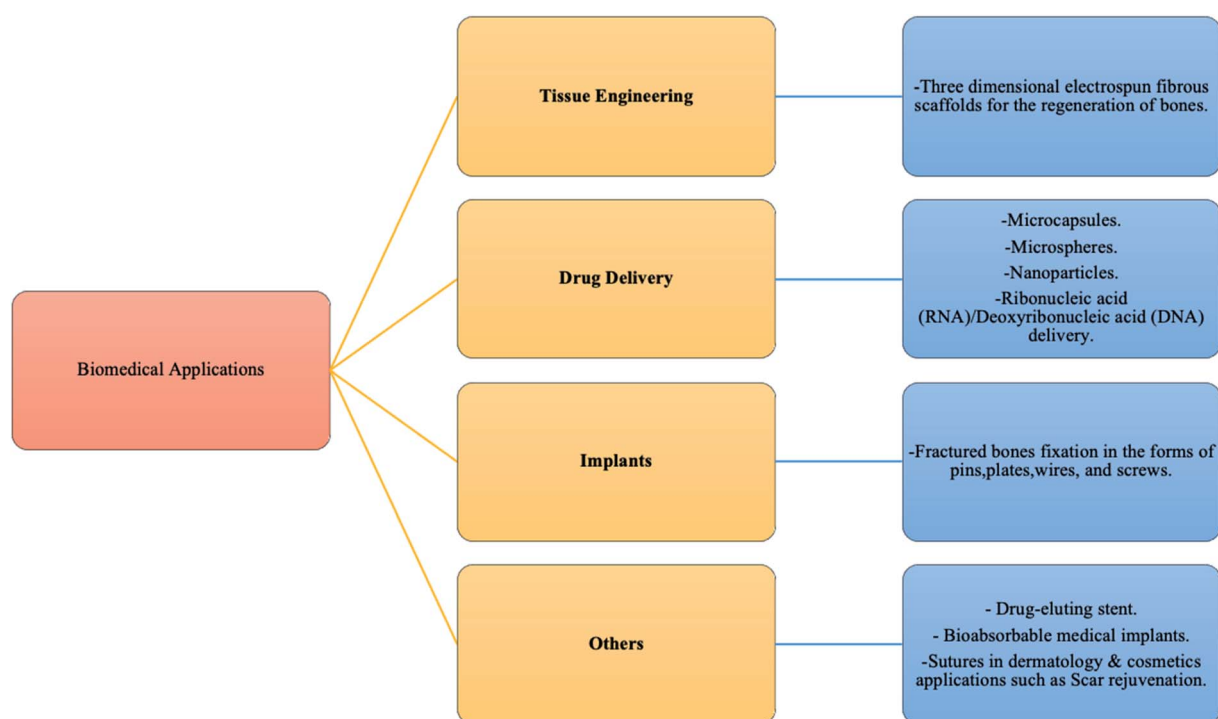 Biomedical Applications
Tissue Engineering
-Three dimensional electrospun fibrous
scaffolds for the regeneration of bones.
Drug Delivery
-Microcapsules.
-Microspheres.
-Nanoparticles.
-Ribonucleic acid
(RNA)/Deoxyribonucleic acid (DNA)
delivery.
Implants
-Fractured bones fixation in the forms of
pins,plates,wires, and screws.
Others
- Drug-eluting stent.
- Bioabsorbable medical implants.
-Sutures in dermatology & cosmetics
applications such as Scar rejuvenation.